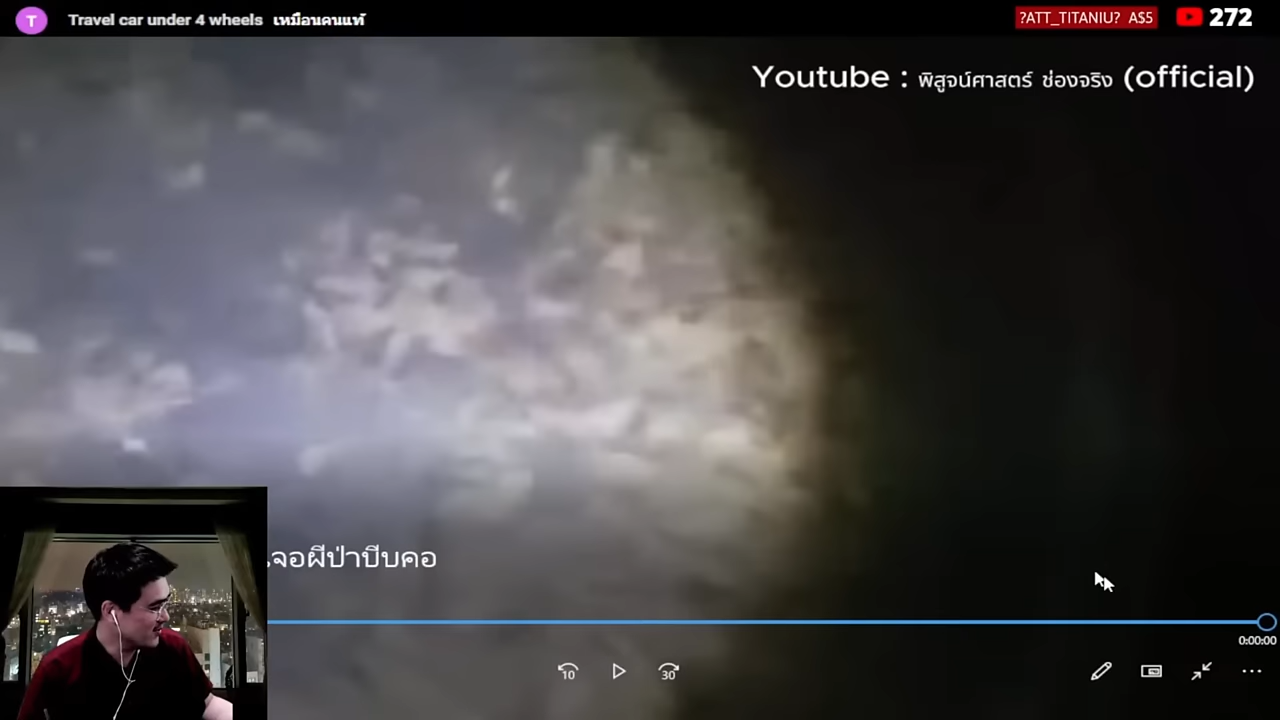 T Travel car under 4 wheels เหมือนคนแท้
?ATT_TITANIU? A$5 272
Youtube : พิสูจน์ศาสตร์ ช่องจริง (official)
เจอผีป่าบีบคอ
0:00:00
10 30